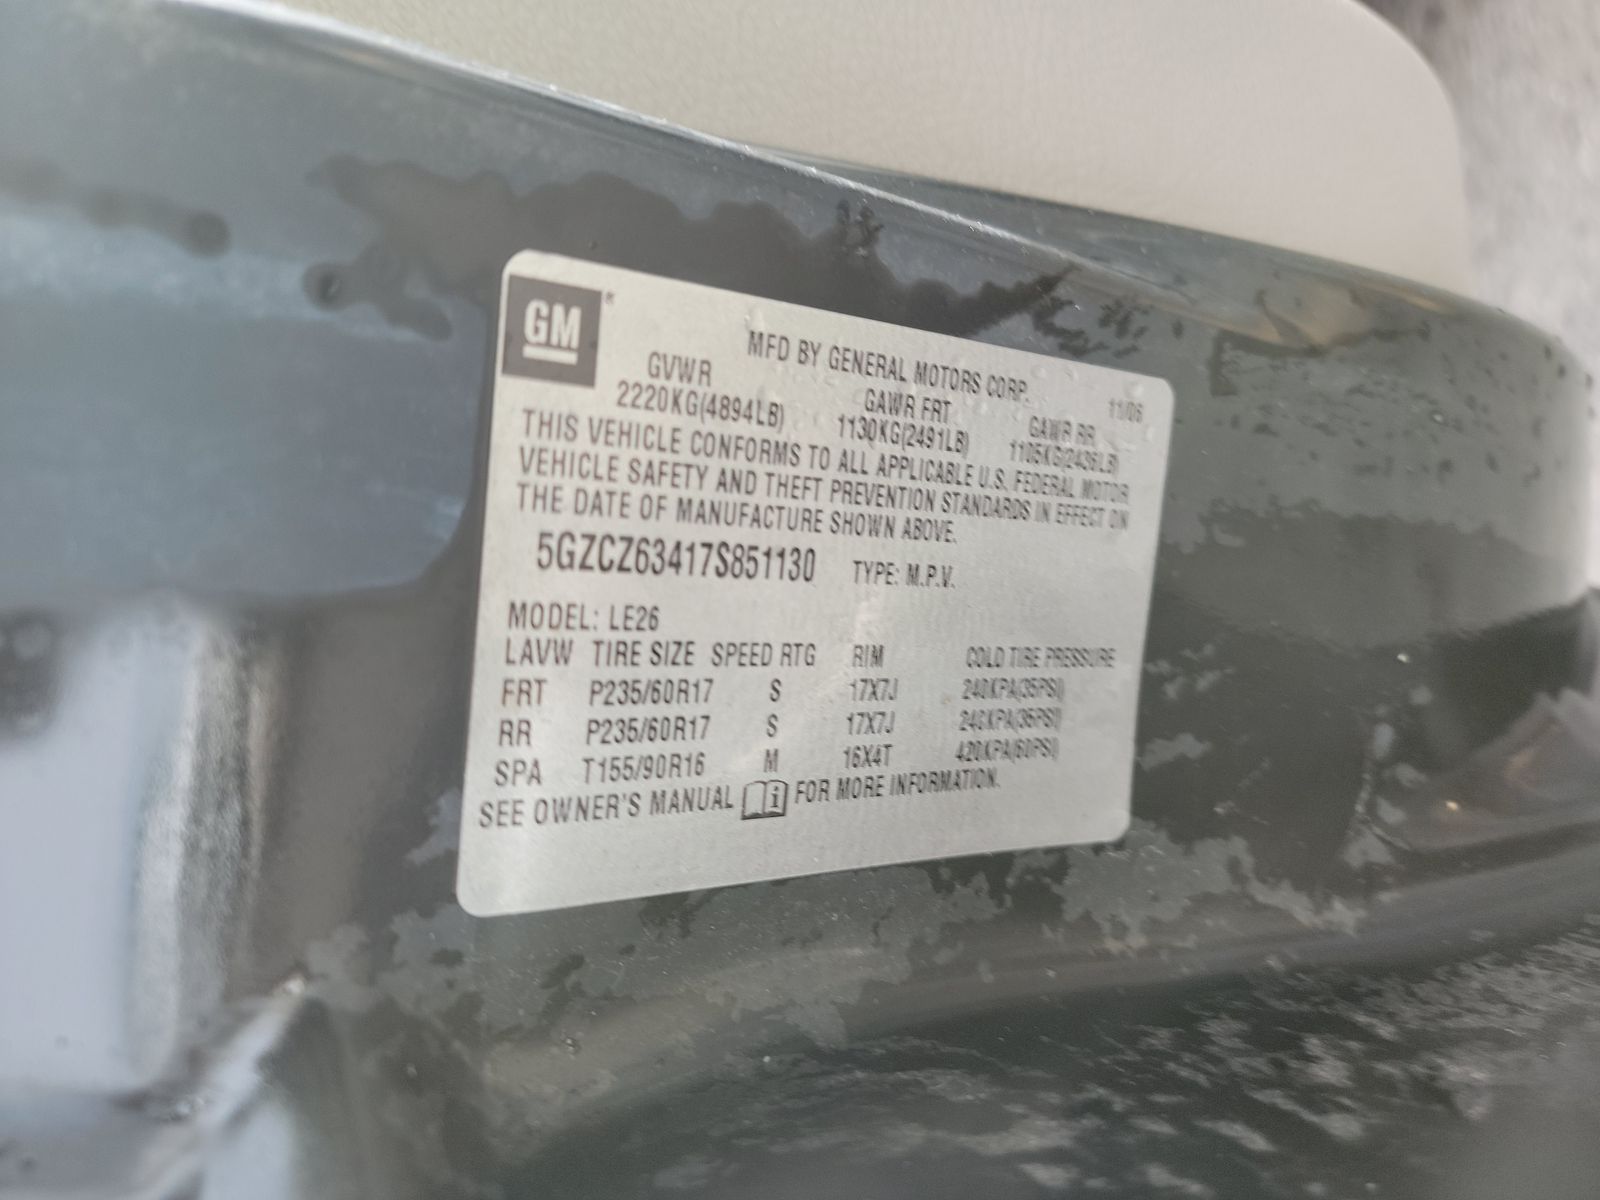 GM®
MFD BY GENERAL MOTORS CORP.
11/06
GVWR GAWR FRT GAWR RR
2220KG(4894LB) 1130KG(2491LB) 1105KG(2436LB)
THIS VEHICLE CONFORMS TO ALL APPLICABLE U.S. FEDERAL MOTOR
VEHICLE SAFETY AND THEFT PREVENTION STANDARDS IN EFFECT ON
THE DATE OF MANUFACTURE SHOWN ABOVE.
5GZCZ63417S851130 TYPE: M.P.V.
MODEL: LE26
LAVW TIRE SIZE SPEED RTG RIM COLD TIRE PRESSURE
FRT P235/60R17 S 17X7J 240KPA(35PSI)
RR P235/60R17 S 17X7J 240KPA(35PSI)
SPA T155/90R16 M 16X4T 420KPA(60PSI)
SEE OWNER'S MANUAL i FOR MORE INFORMATION.